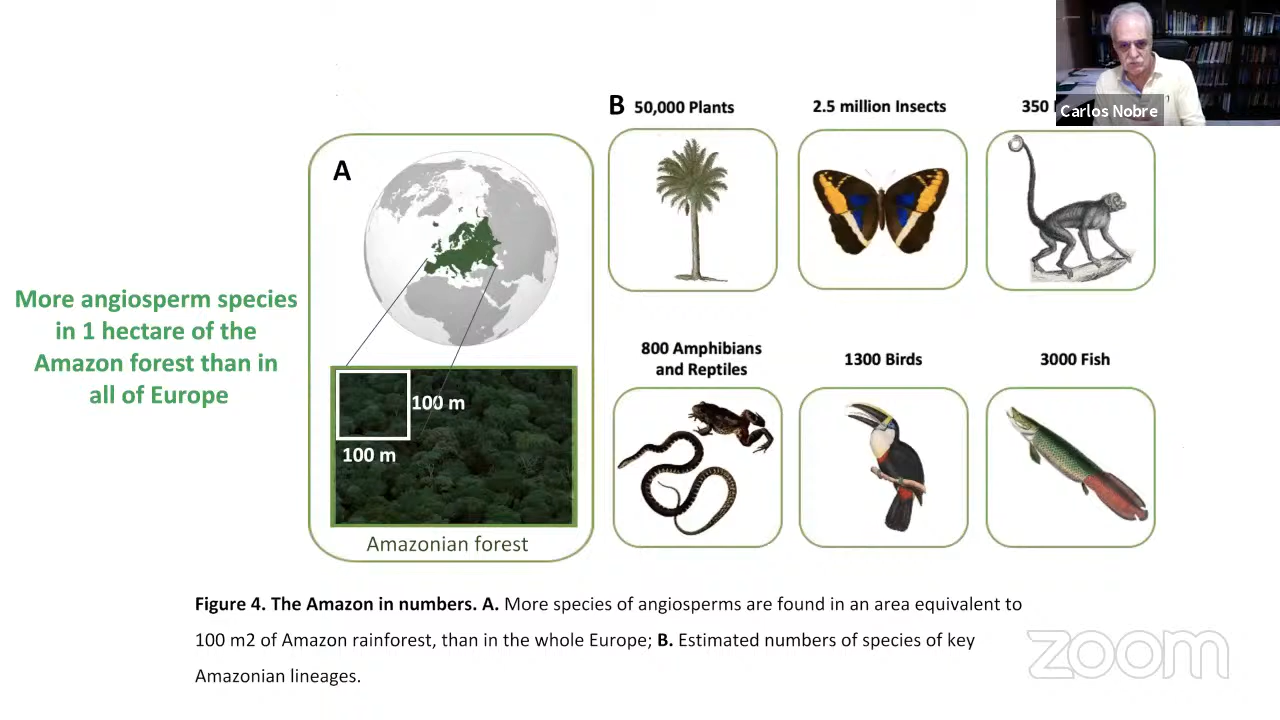 More angiosperm species
in 1 hectare of the
Amazon forest than in
all of Europe
A
100 m
100 m
Amazonian forest
B 50,000 Plants
2.5 million Insects
350
Carlos Nobre
800 Amphibians
and Reptiles
1300 Birds
3000 Fish
Figure 4. The Amazon in numbers. A. More species of angiosperms are found in an area equivalent to
100 m2 of Amazon rainforest, than in the whole Europe; B. Estimated numbers of species of key
Amazonian lineages.
zoom